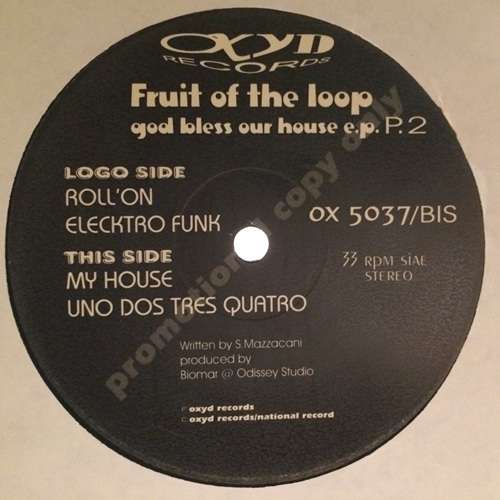 OXYD
RECORDS
Fruit of the loop
god bless our house e.p. P.2
LOGO SIDE
ROLL'ON
ELECKTRO FUNK
OX 5037/BIS
THIS SIDE
MY HOUSE
UNO DOS TRES QUATRO
33 RPM SIAE
STEREO
Written by S.Mazzacani
produced by
Biomar @ Odissey Studio
P oxyd records
C oxyd records/national record
promotional copy only